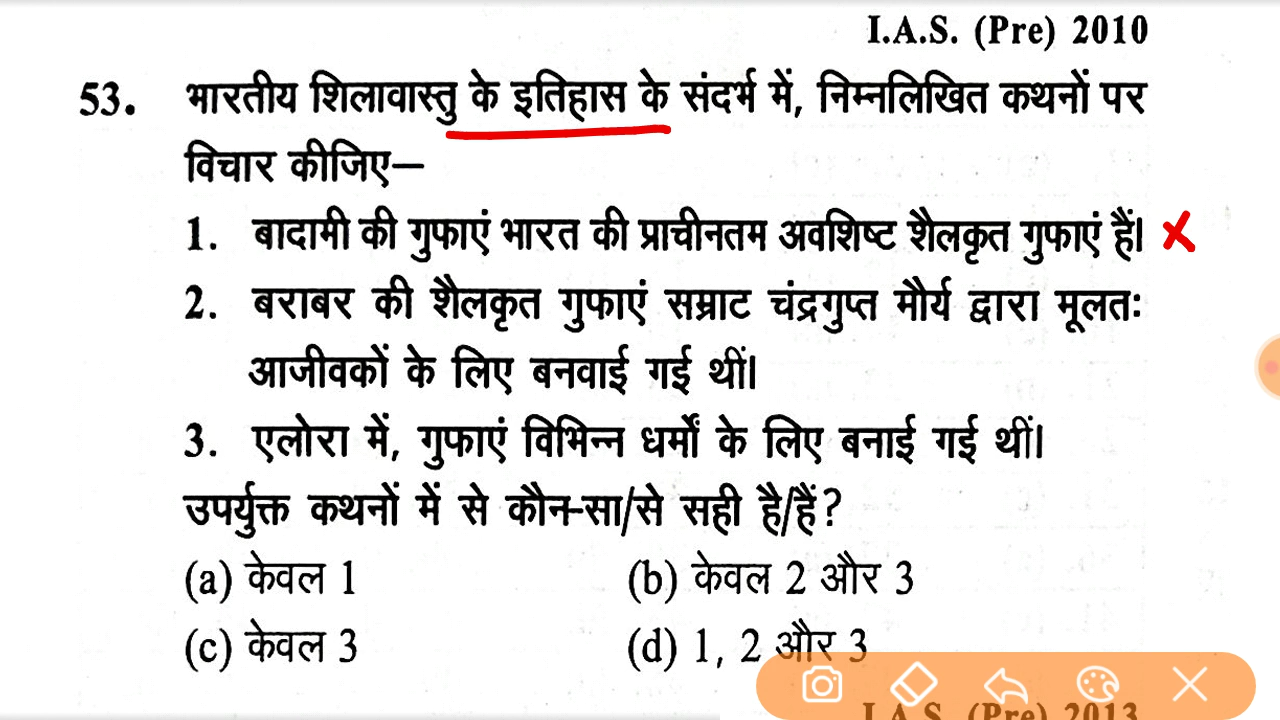 I.A.S. (Pre) 2010
53. भारतीय शिलावास्तु के इतिहास के संदर्भ में, निम्नलिखित कथनों पर
विचार कीजिए–
1. बादामी की गुफाएं भारत की प्राचीनतम अवशिष्ट शैलकृत गुफाएं हैं।
2. बराबर की शैलकृत गुफाएं सम्राट चंद्रगुप्त मौर्य द्वारा मूलतः
आजीवकों के लिए बनवाई गई थीं।
3. एलोरा में, गुफाएं विभिन्न धर्मों के लिए बनाई गई थीं।
उपर्युक्त कथनों में से कौन-सा/से सही है/हैं?
(a) केवल 1 (b) केवल 2 और 3
(c) केवल 3 (d) 1, 2 और 3
I.A.S. (Pre) 2013